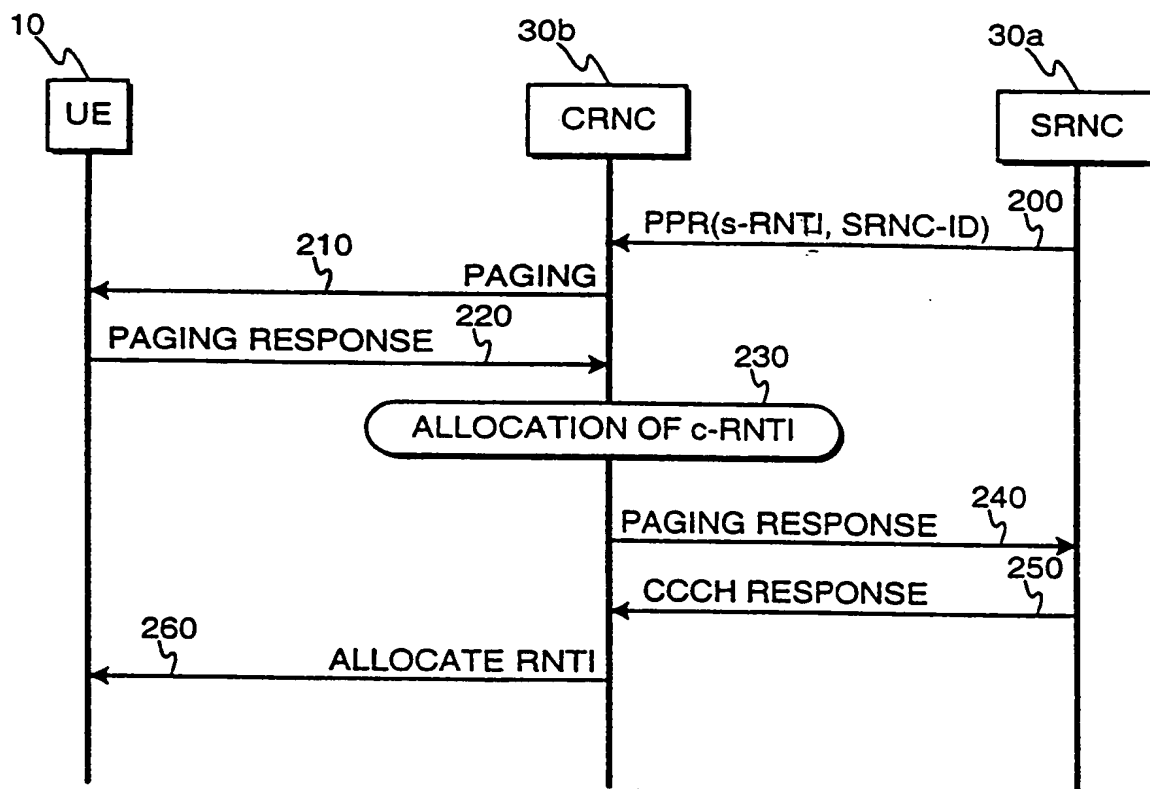 10
30b
30a
UE
CRNC
SRNC
200
PPR(s-RNTI, SRNC-ID)
210
PAGING
220
PAGING RESPONSE
230
ALLOCATION OF c-RNTI
240
PAGING RESPONSE
250
CCCH RESPONSE
260
ALLOCATE RNTI